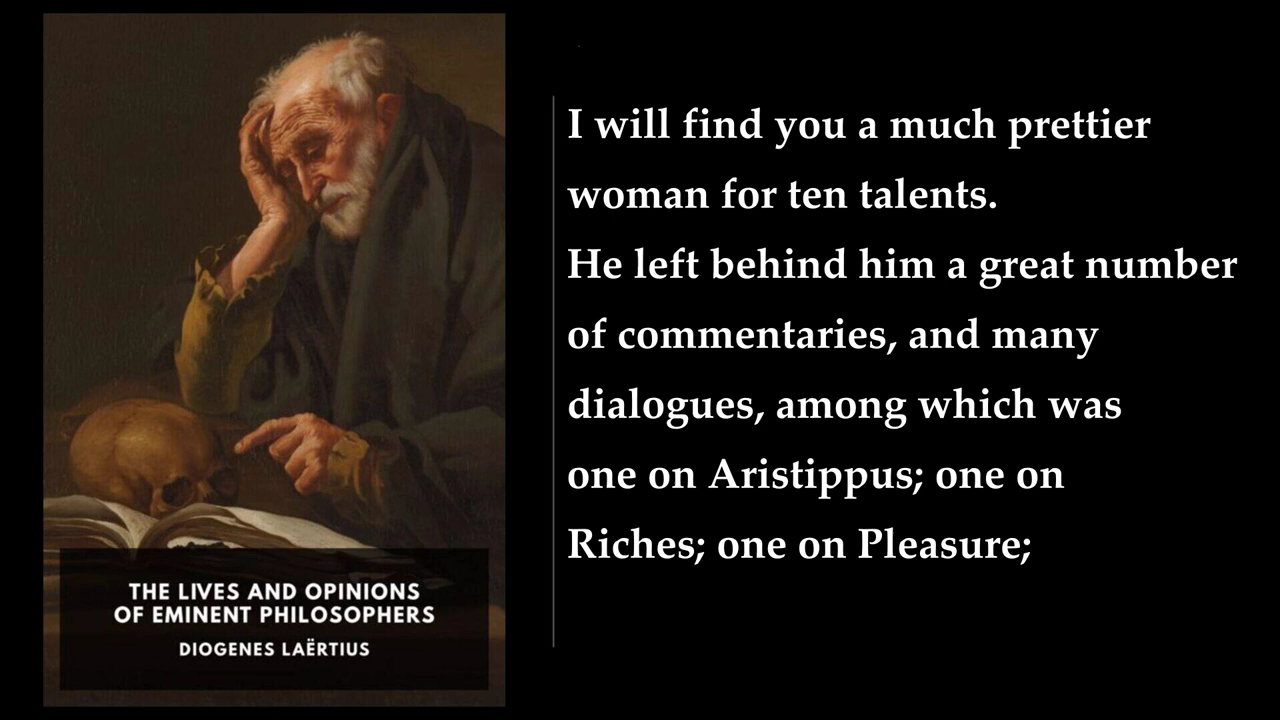 THE LIVES AND OPINIONS
OF EMINENT PHILOSOPHERS
DIOGENES LAËRTIUS
I will find you a much prettier
woman for ten talents.
He left behind him a great number
of commentaries, and many
dialogues, among which was
one on Aristippus; one on
Riches; one on Pleasure;